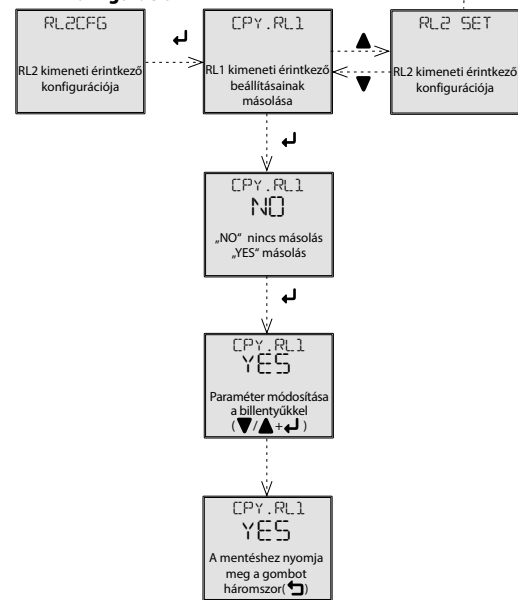 RL2CFG
RL2 kimeneti érintkező
konfigurációja
CPY.RL1
RL1 kimeneti érintkező
beállításainak
másolása
RL2 SET
RL2 kimeneti érintkező
konfigurációja
CPY.RL1
NO
„NO“ nincs másolás
„YES“ másolás
CPY.RL1
YES
Paraméter módosítása
a billentyűkkel
(▼/▲+↵)
CPY.RL1
YES
A mentéshez nyomja
meg a gombot
háromszor(⮌)